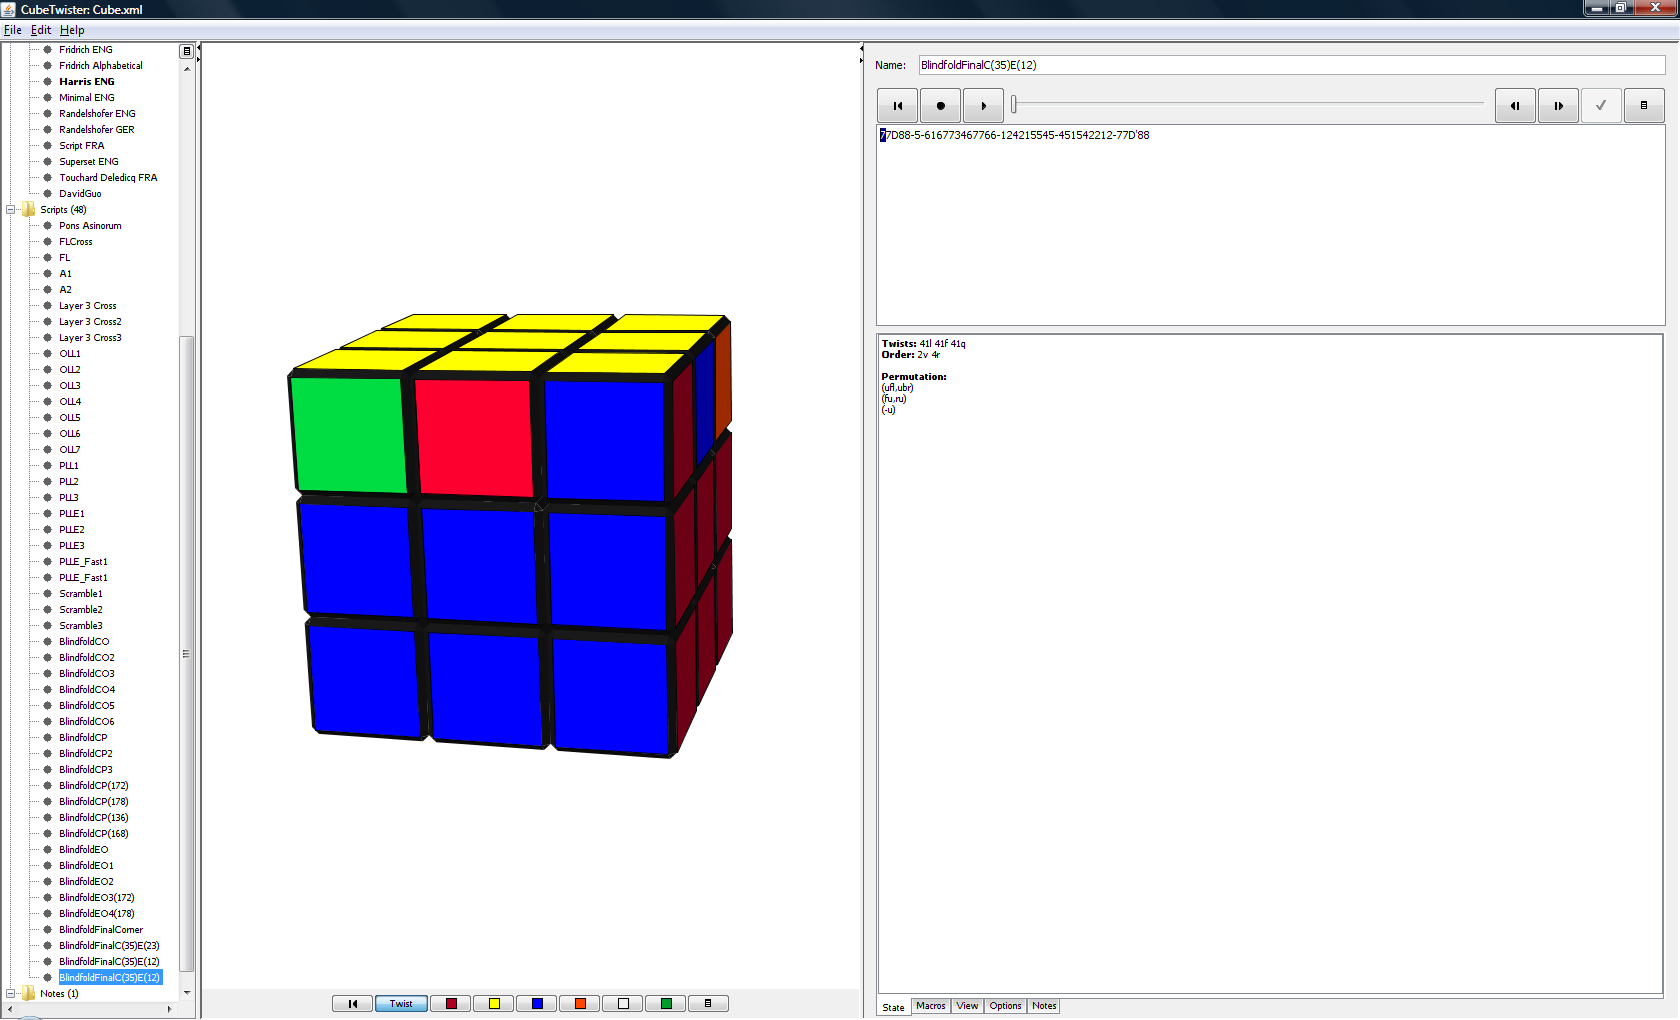 CubeTwister: Cube.xml
File Edit Help
Fridrich ENG
Fridrich Alphabetical
Harris ENG
Minimal ENG
Randelshofer ENG
Randelshofer GER
Script FRA
Superset ENG
Touchard Deledicq FRA
DavidGuo
Scripts (48)
Pons Asinorum
FLCross
FL
A1
A2
Layer 3 Cross
Layer 3 Cross2
Layer 3 Cross3
OLL1
OLL2
OLL3
OLL4
OLL5
OLL6
OLL7
PLL1
PLL2
PLL3
PLLE1
PLLE2
PLLE3
PLLE_Fast1
PLLE_Fast1
Scramble1
Scramble2
Scramble3
BlindfoldCO
BlindfoldCO2
BlindfoldCO3
BlindfoldCO4
BlindfoldCO5
BlindfoldCO6
BlindfoldCP
BlindfoldCP2
BlindfoldCP3
BlindfoldCP(172)
BlindfoldCP(178)
BlindfoldCP(136)
BlindfoldCP(168)
BlindfoldEO
BlindfoldEO1
BlindfoldEO2
BlindfoldEO3(172)
BlindfoldEO4(178)
BlindfoldFinalCorner
BlindfoldFinalC(35)E(23)
BlindfoldFinalC(35)E(12)
BlindfoldFinalC(35)E(12)
Notes (1)
Twist
Name: BlindfoldFinalC(35)E(12)
77D88-5-616773467766-124215545-451542212-77D'88
Twists: 41l 41f 41q
Order: 2v 4r
Permutation:
(ufl,ubr)
(fu,ru)
(-u)
State Macros View Options Notes